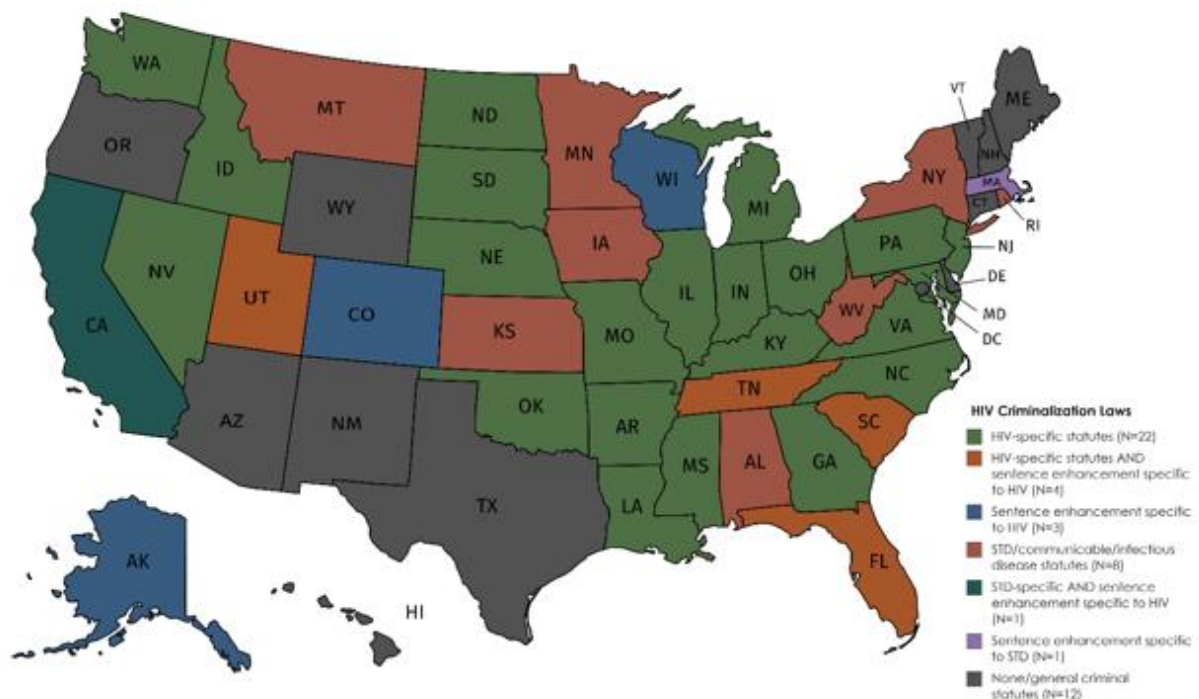 WA
MT
ND
MN
OR
ID
SD
WI
MI
WY
NE
IA
NV
UT
CO
KS
MO
IL
IN
OH
KY
CA
AZ
NM
OK
AR
TN
TX
LA
MS
AL
GA
SC
NC
VA
WV
PA
NY
VT
NH
ME
MA
CT
RI
NJ
DE
MD
DC
FL
AK
HI
HIV Criminalization Laws
HIV-specific statutes (N=22)
HIV-specific statutes AND
sentence enhancement specific
to HIV (N=4)
Sentence enhancement specific
to HIV (N=3)
STD/communicable/infectious
disease statutes (N=8)
STD-specific AND sentence
enhancement specific to HIV
(N=1)
Sentence enhancement specific
to STD (N=1)
None/general criminal
statutes (N=12)